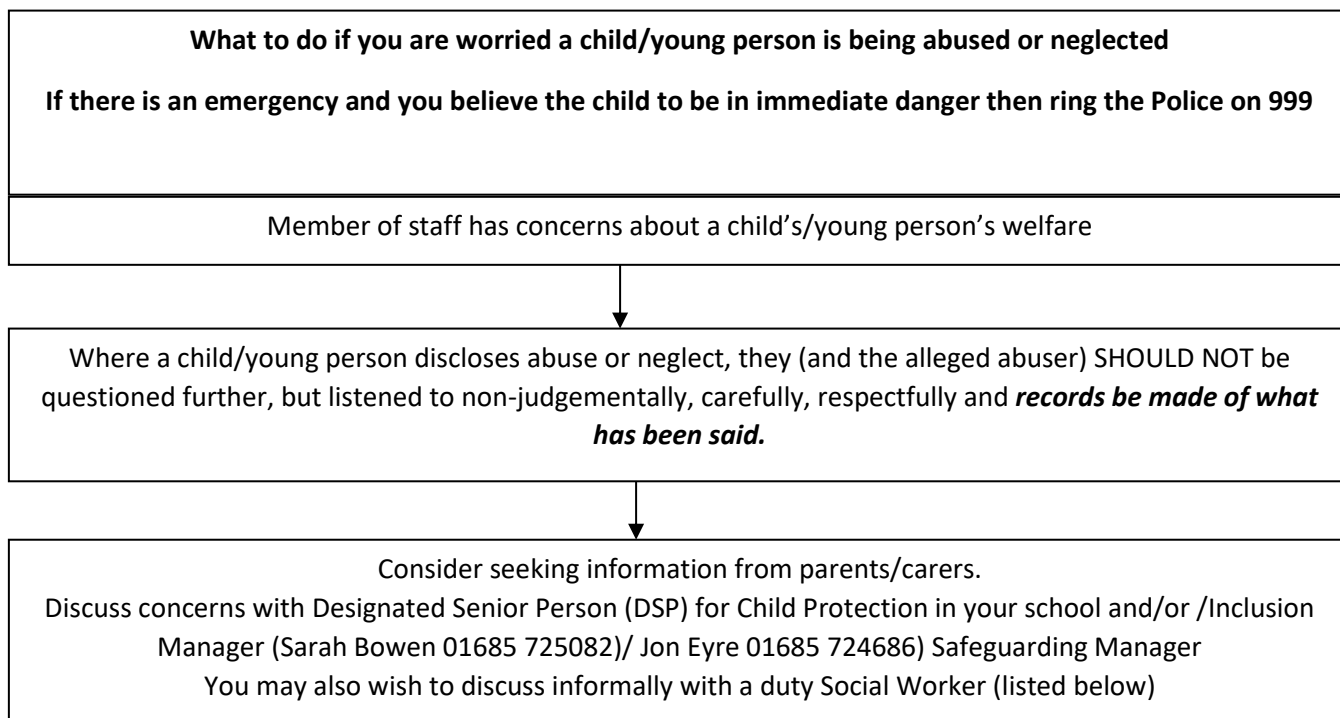 What to do if you are worried a child/young person is being abused or neglected
If there is an emergency and you believe the child to be in immediate danger then ring the Police on 999
Member of staff has concerns about a child’s/young person’s welfare
Where a child/young person discloses abuse or neglect, they (and the alleged abuser) SHOULD NOT be
questioned further, but listened to non-judgementally, carefully, respectfully and records be made of what
has been said.
Consider seeking information from parents/carers.
Discuss concerns with Designated Senior Person (DSP) for Child Protection in your school and/or /Inclusion
Manager (Sarah Bowen 01685 725082)/ Jon Eyre 01685 724686) Safeguarding Manager
You may also wish to discuss informally with a duty Social Worker (listed below)